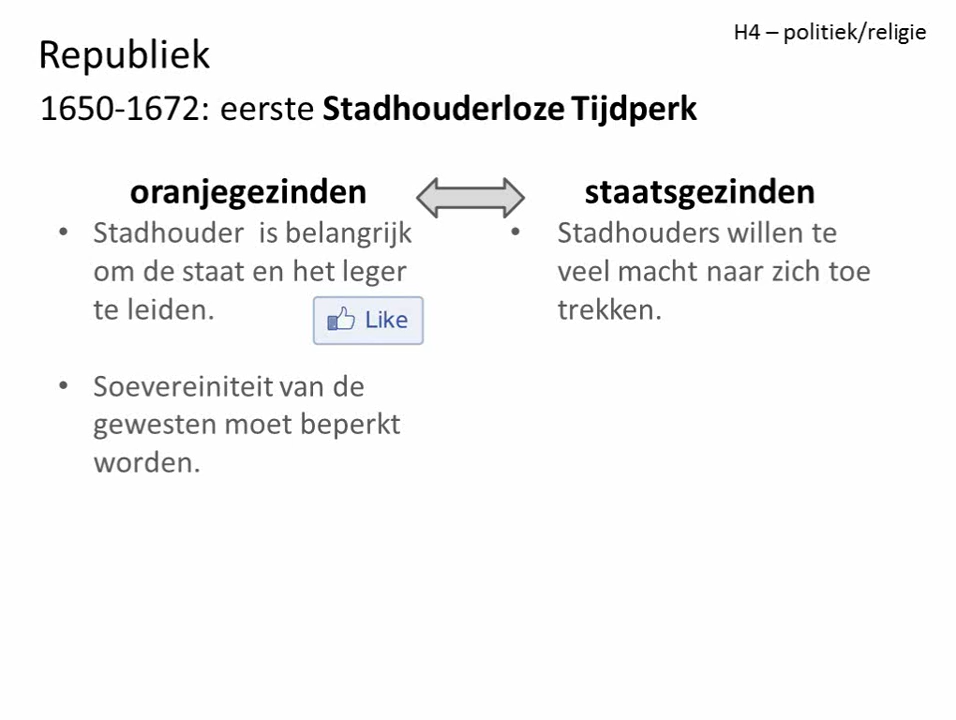 H4 – politiek/religie
Republiek
1650-1672: eerste Stadhouderloze Tijdperk
oranjegezinden
• Stadhouder is belangrijk
om de staat en het leger
te leiden.
Like
• Soevereiniteit van de
gewesten moet beperkt
worden.
staatsgezinden
• Stadhouders willen te
veel macht naar zich toe
trekken.